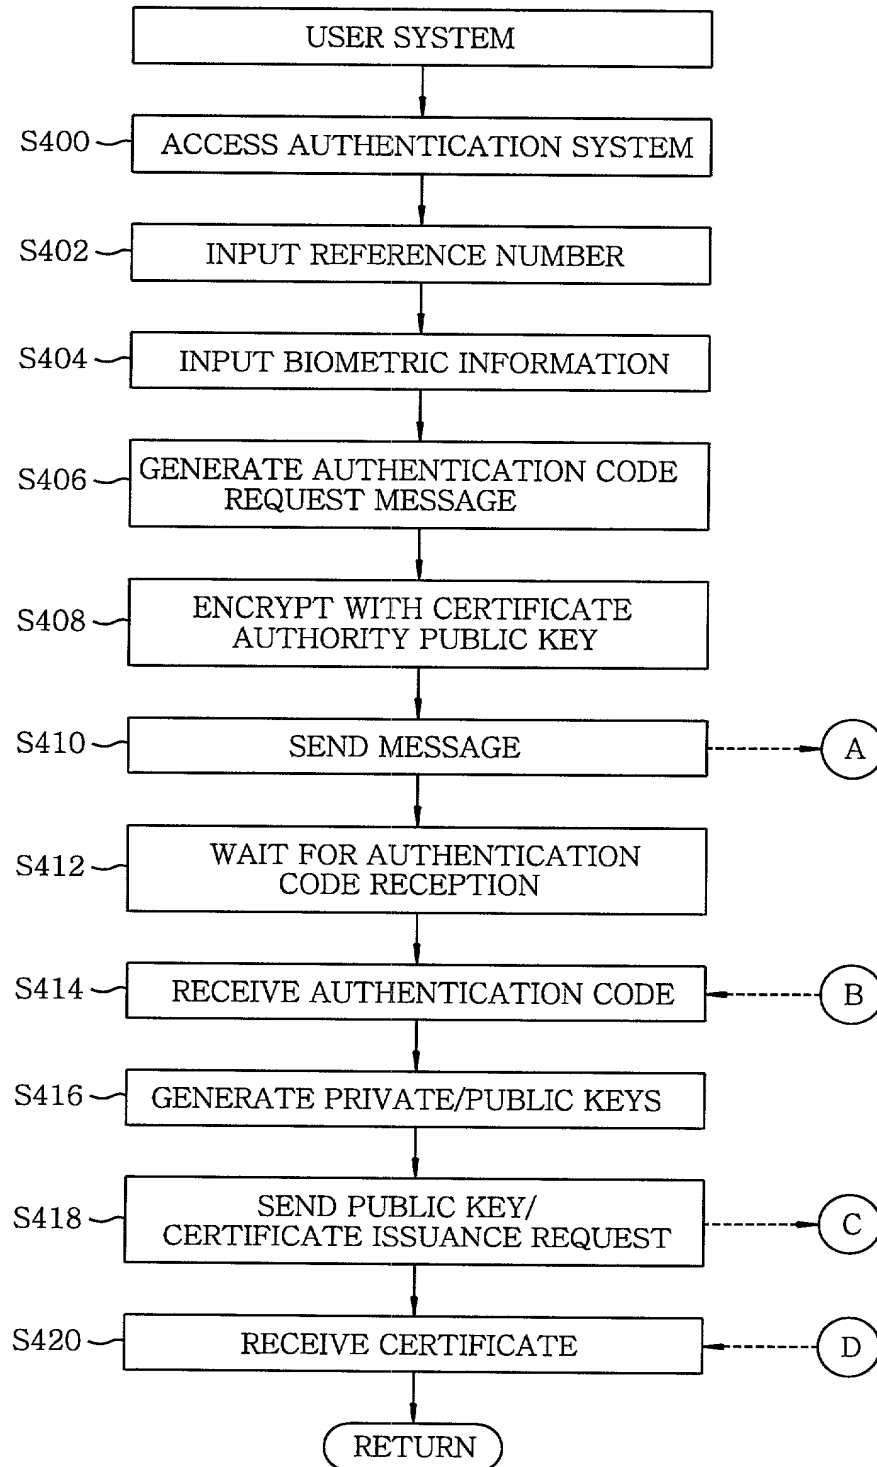 USER SYSTEM
S400
ACCESS AUTHENTICATION SYSTEM
S402
INPUT REFERENCE NUMBER
S404
INPUT BIOMETRIC INFORMATION
S406
GENERATE AUTHENTICATION CODE
REQUEST MESSAGE
S408
ENCRYPT WITH CERTIFICATE
AUTHORITY PUBLIC KEY
S410
SEND MESSAGE
A
S412
WAIT FOR AUTHENTICATION
CODE RECEPTION
S414
RECEIVE AUTHENTICATION CODE
B
S416
GENERATE PRIVATE/PUBLIC KEYS
S418
SEND PUBLIC KEY/
CERTIFICATE ISSUANCE REQUEST
C
S420
RECEIVE CERTIFICATE
D
RETURN